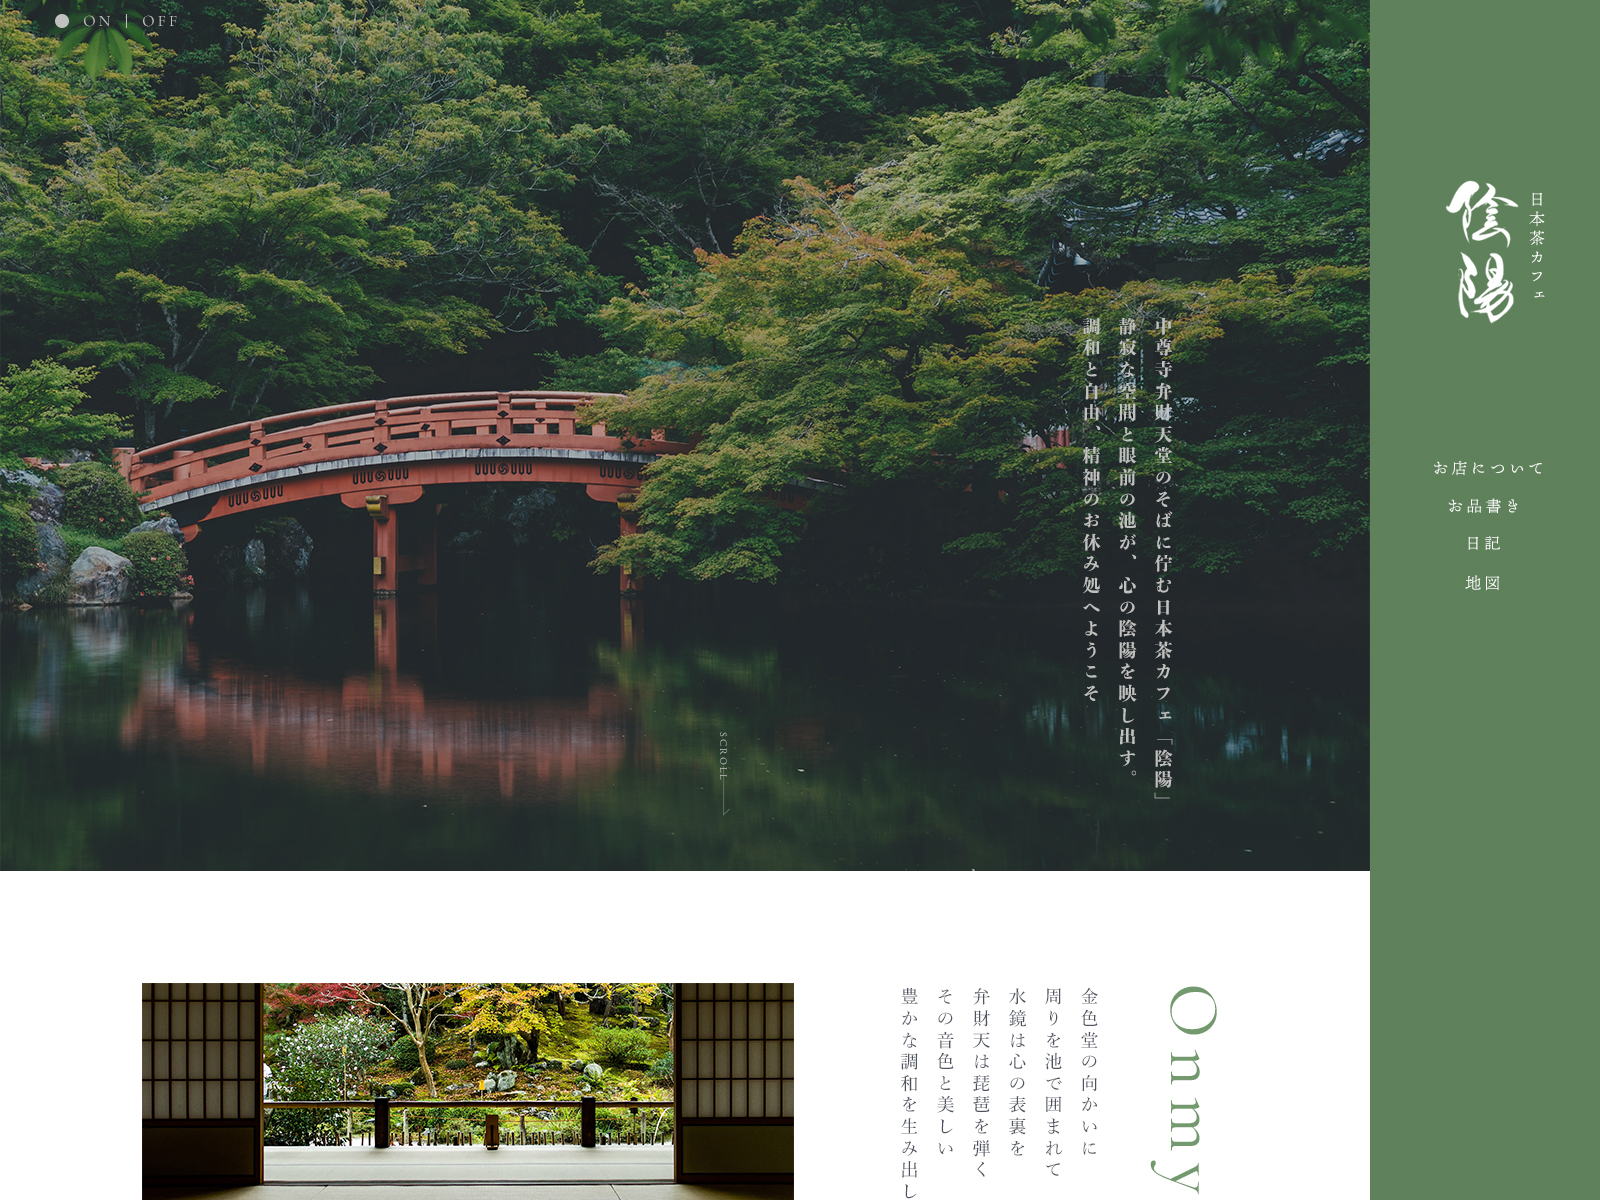 ON | OFF
日本茶カフェ
陰陽
お店について
お品書き
日記
地図
中尊寺弁財天堂のそばに佇む日本茶カフェ「陰陽」
静寂な空間と眼前の池が、心の陰陽を映し出す。
調和と自由、精神のお休み処へようこそ
SCROLL
Onmy
金色堂の向かいに
周りを池で囲まれて
水鏡は心の表裏を
弁財天は琵琶を弾く
その音色と美しい
豊かな調和を生み出し